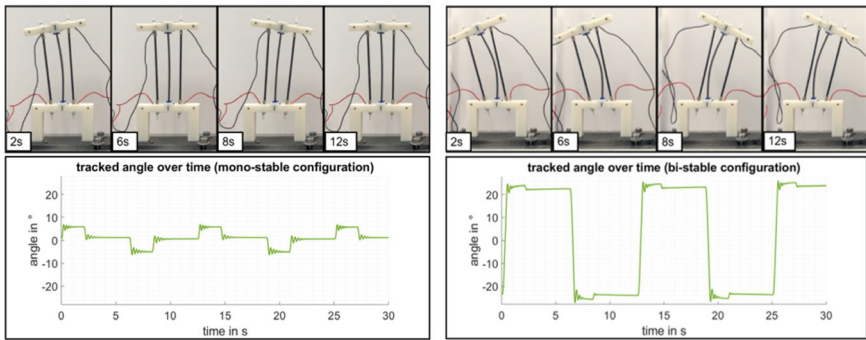 2s
6s
8s
12s
tracked angle over time (mono-stable configuration)
angle in °
20
10
0
-10
-20
0
5
10
15
20
25
30
time in s
2s
6s
8s
12s
tracked angle over time (bi-stable configuration)
angle in °
20
10
0
-10
-20
0
5
10
15
20
25
30
time in s